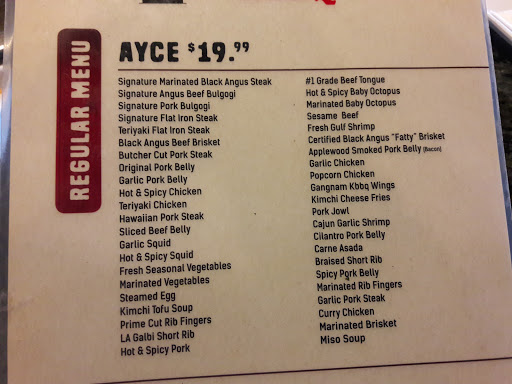 REGULAR MENU
AYCE $19.99
Signature Marinated Black Angus Steak
Signature Angus Beef Bulgogi
Signature Pork Bulgogi
Signature Flat Iron Steak
Teriyaki Flat Iron Steak
Black Angus Beef Brisket
Butcher Cut Pork Steak
Original Pork Belly
Garlic Pork Belly
Hot & Spicy Chicken
Teriyaki Chicken
Hawaiian Pork Steak
Sliced Beef Belly
Garlic Squid
Hot & Spicy Squid
Fresh Seasonal Vegetables
Marinated Vegetables
Steamed Egg
Kimchi Tofu Soup
Prime Cut Rib Fingers
LA Galbi Short Rib
Hot & Spicy Pork
#1 Grade Beef Tongue
Hot & Spicy Baby Octopus
Marinated Baby Octopus
Sesame Beef
Fresh Gulf Shrimp
Certified Black Angus "Fatty" Brisket
Applewood Smoked Pork Belly (Bacon)
Garlic Chicken
Popcorn Chicken
Gangnam Kbbq Wings
Kimchi Cheese Fries
Pork Jowl
Cajun Garlic Shrimp
Cilantro Pork Belly
Carne Asada
Braised Short Rib
Spicy Pork Belly
Marinated Rib Fingers
Garlic Pork Steak
Curry Chicken
Marinated Brisket
Miso Soup